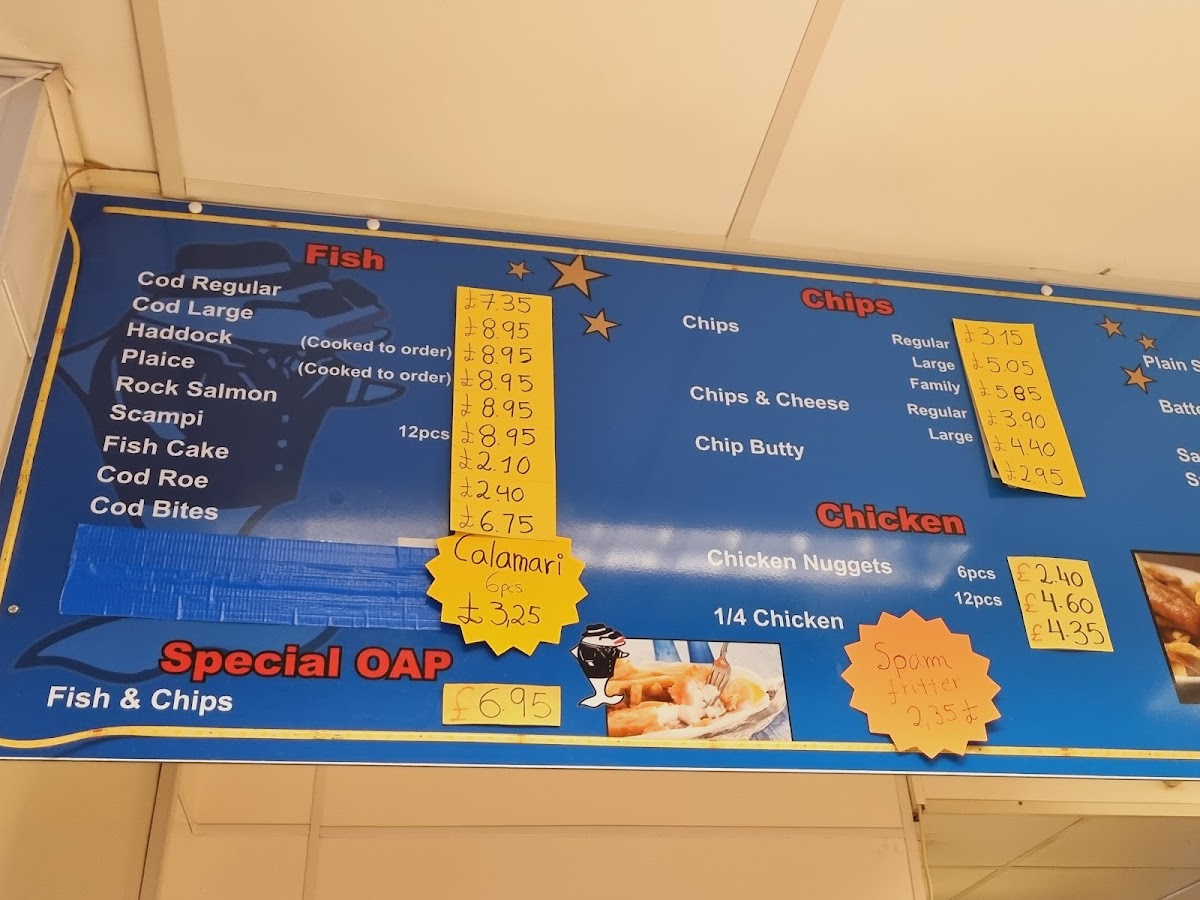 Fish
Cod Regular £7.35
Cod Large £8.95
Haddock (Cooked to order) £8.95
Plaice (Cooked to order) £8.95
Rock Salmon £8.95
Scampi 12pcs £8.95
Fish Cake £2.10
Cod Roe £2.40
Cod Bites £6.75
Calamari
6pcs
£3,25
Special OAP
Fish & Chips £6.95
Chips
Chips Regular £3.15
Large £5.05
Family £5.85
Chips & Cheese Regular £3.90
Large £4.40
Chip Butty £2.95
Chicken
Chicken Nuggets 6pcs £2.40
12pcs £4.60
1/4 Chicken £4.35
Spam
fritter
2,35£
Plain